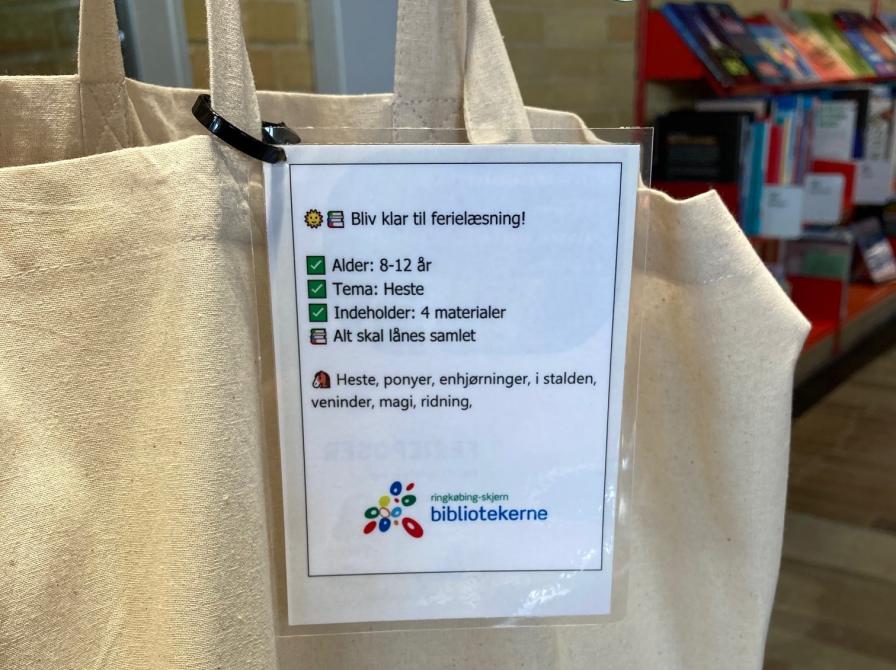 🌞📚 Bliv klar til ferielæsning!
✅ Alder: 8-12 år
✅ Tema: Heste
✅ Indeholder: 4 materialer
📚 Alt skal lånes samlet
🐴 Heste, ponyer, enhjørninger, i stalden,
veninder, magi, ridning,
ringkøbing-skjern
bibliotekerne